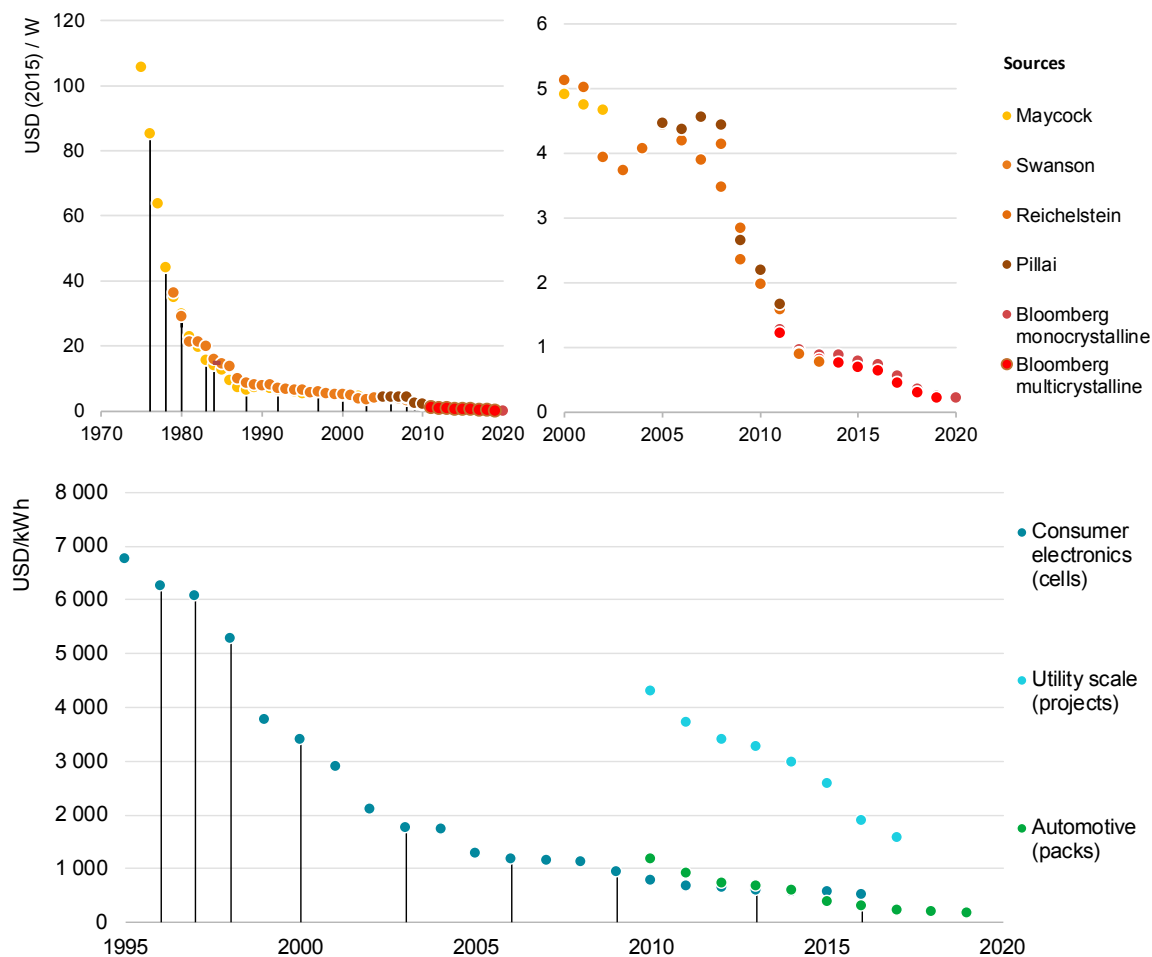 USD (2015) / W
120
100
80
60
40
20
0
1970
1980
1990
2000
2010
2020
6
5
4
3
2
1
0
2000
2005
2010
2015
2020
Sources
Maycock
Swanson
Reichelstein
Pillai
Bloomberg
monocrystalline
Bloomberg
multicrystalline
USD/kWh
8 000
7 000
6 000
5 000
4 000
3 000
2 000
1 000
0
1995
2000
2005
2010
2015
2020
Consumer
electronics
(cells)
Utility scale
(projects)
Automotive
(packs)